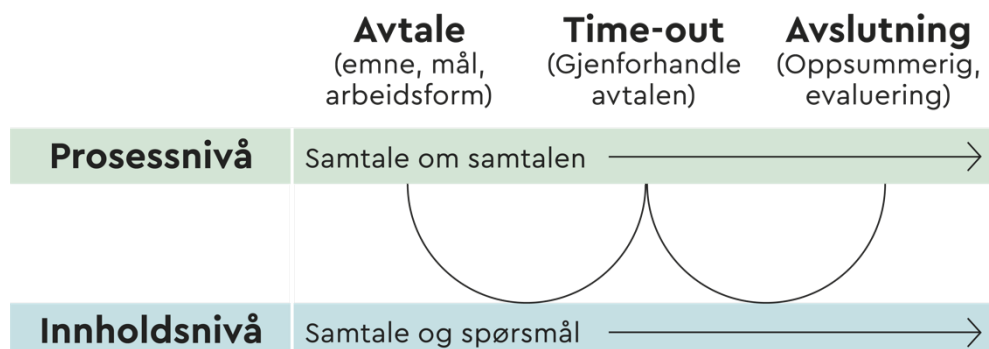 Avtale
(emne, mål,
arbeidsform)
Time-out
(Gjenforhandle
avtalen)
Avslutning
(Oppsummerig,
evaluering)
Prosessnivå
Samtale om samtalen
Innholdsnivå
Samtale og spørsmål